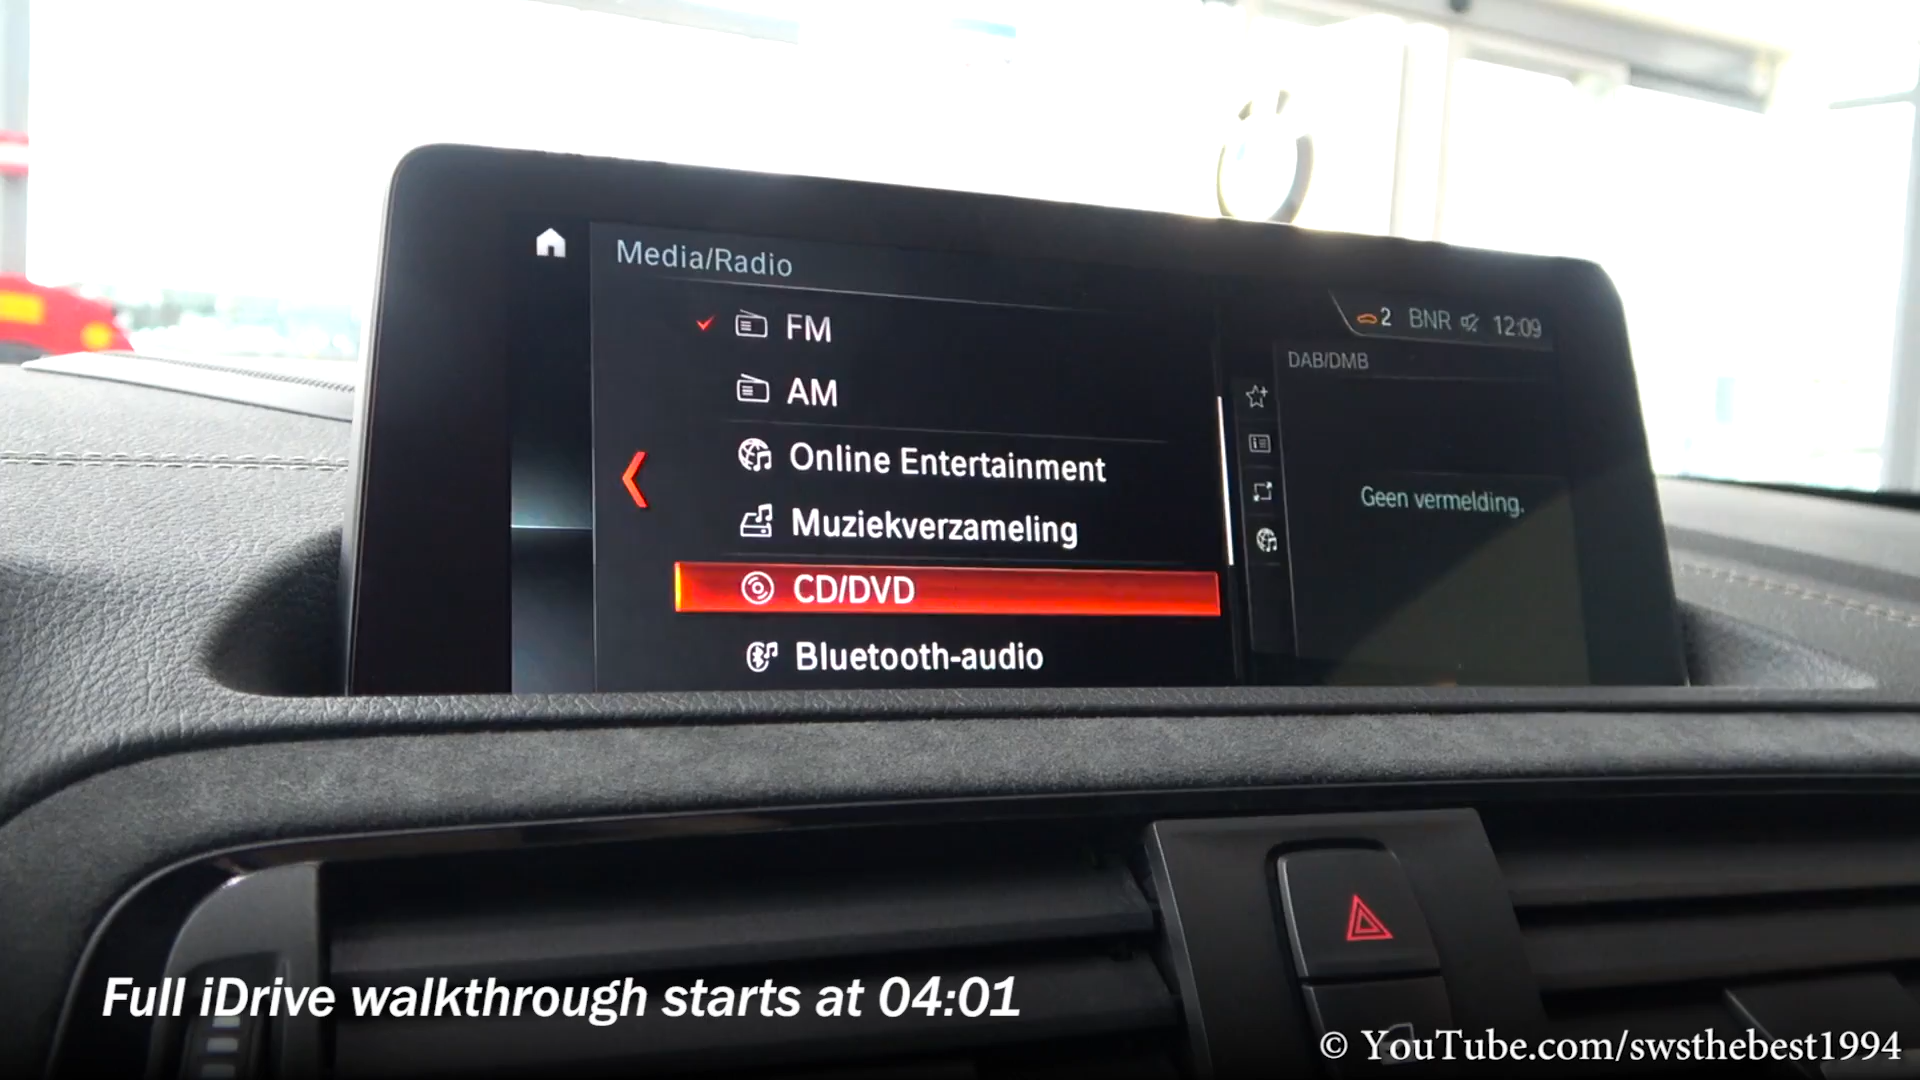 Media/Radio
FM
AM
Online Entertainment
Muziekverzameling
CD/DVD
Bluetooth-audio
2 BNR 12:09
DAB/DMB
Geen vermelding.
Full iDrive walkthrough starts at 04:01
© YouTube.com/swsthebest1994